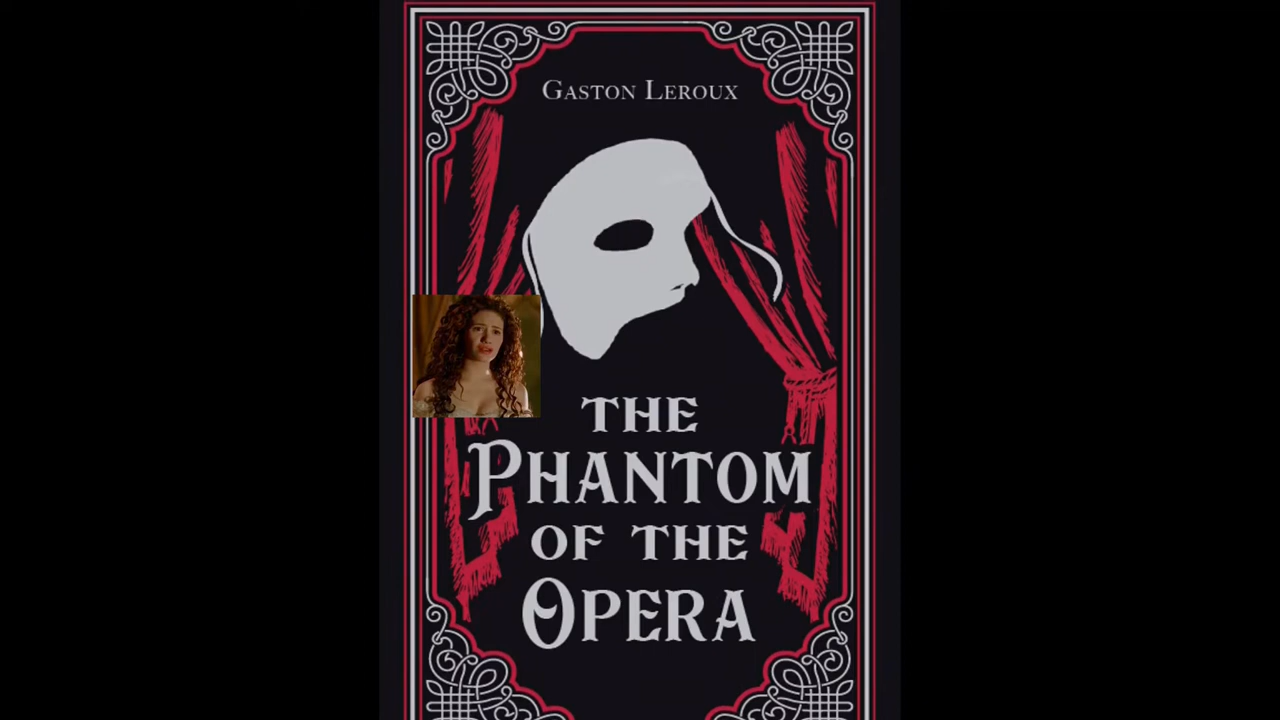 GASTON LEROUX
THE
PHANTOM
OF THE
OPERA